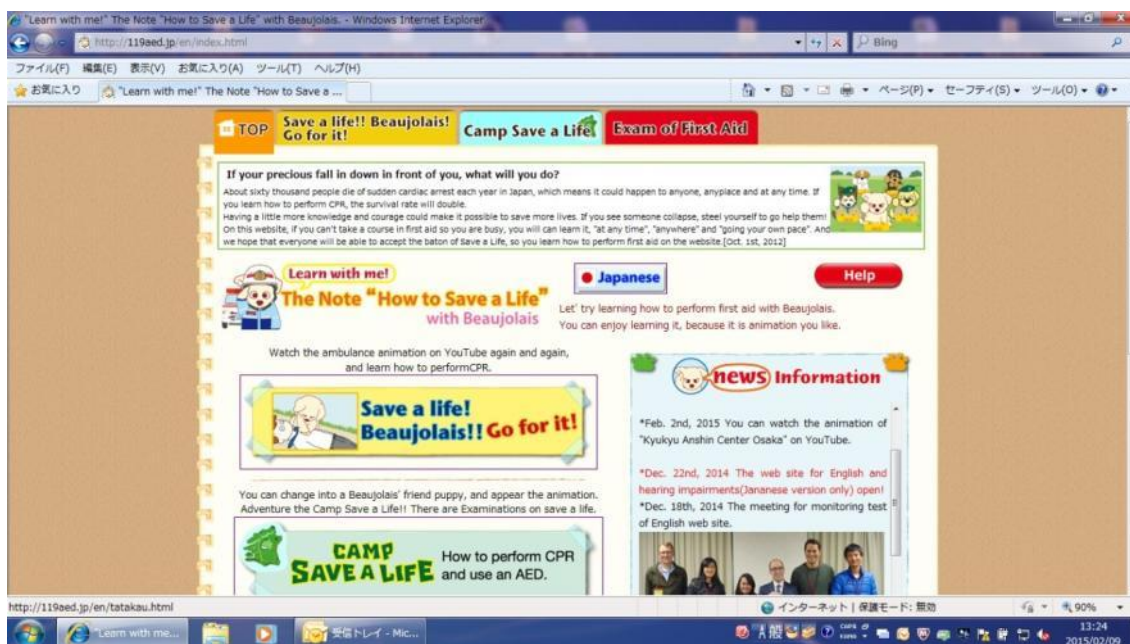 "Learn with me!" The Note "How to Save a Life" with Beaujolais. - Windows Internet Explorer
http://119aed.jp/en/index.html
Bing
ファイル(F) 編集(E) 表示(V) お気に入り(A) ツール(T) ヘルプ(H)
お気に入り "Learn with me!" The Note "How to Save a ... ページ(P) セーフティ(S) ツール(O)
TOP
Save a life!! Beaujolais!
Go for it!
Camp Save a Life
Exam of First Aid
If your precious fall in down in front of you, what will you do?
About sixty thousand people die of sudden cardiac arrest each year in Japan, which means it could happen to anyone, anyplace and at any time. If
you learn how to perform CPR, the survival rate will double.
Having a little more knowledge and courage could make it possible to save more lives. If you see someone collapse, steel yourself to go help them!
On this website, if you can't take a course in first aid so you are busy, you will can learn it, "at any time", "anywhere" and "going your own pace". And
we hope that everyone will be able to accept the baton of Save a Life, so you learn how to perform first aid on the website.[Oct. 1st, 2012]
Learn with me!
The Note "How to Save a Life"
with Beaujolais
Japanese
Help
Let' try learning how to perform first aid with Beaujolais.
You can enjoy learning it, because it is animation you like.
Watch the ambulance animation on YouTube again and again,
and learn how to performCPR.
Save a life!
Beaujolais!! Go for it!
You can change into a Beaujolais' friend puppy, and appear the animation.
Adventure the Camp Save a Life!! There are Examinations on save a life.
CAMP
SAVE A LIFE
How to perform CPR
and use an AED.
news Information
*Feb. 2nd, 2015 You can watch the animation of
"Kyukyu Anshin Center Osaka" on YouTube.
*Dec. 22nd, 2014 The web site for English and
hearing impairments(Jananese version only) open!
*Dec. 18th, 2014 The meeting for monitoring test
of English web site.
http://119aed.jp/en/tatakau.html インターネット | 保護モード: 無効 90%
"Learn with me... 受信トレイ - Mic... A 般 CAPS KANA 13:24
2015/02/09